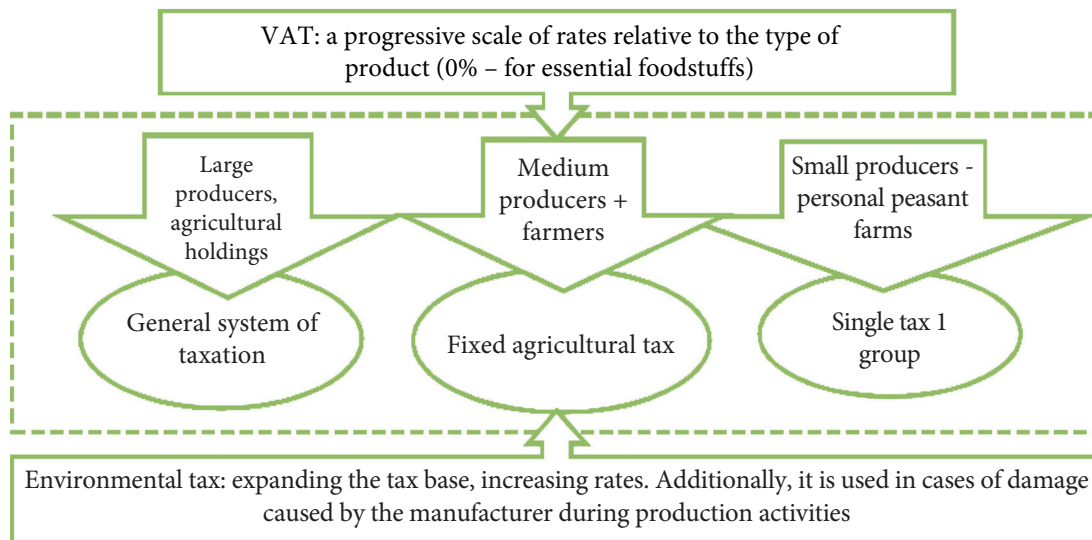 VAT: a progressive scale of rates relative to the type of
product (0% – for essential foodstuffs)
Large
producers,
agricultural
holdings
Medium
producers +
farmers
Small producers -
personal peasant
farms
General system of
taxation
Fixed agricultural tax
Single tax 1
group
Environmental tax: expanding the tax base, increasing rates. Additionally, it is used in cases of damage
caused by the manufacturer during production activities